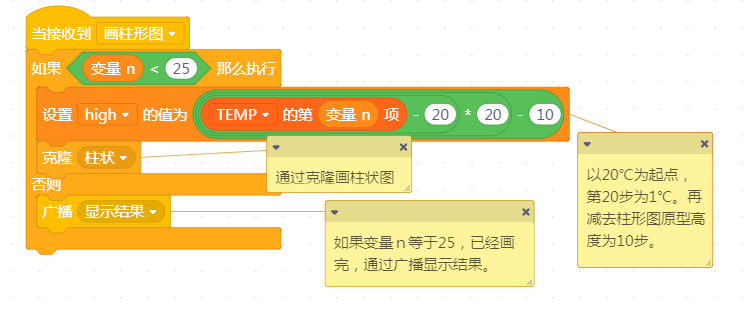 当接收到 画柱形图
如果 变量 n < 25 那么执行
设置 high 的值为 TEMP 的第 变量 n 项 - 20 * 20 - 10
克隆 柱状
否则
广播 显示结果
通过克隆画柱状图
如果变量 n 等于25，已经画
完，通过广播显示结果。
以20℃为起点，
第20步为1℃。再
减去柱形图原型高
度为10步。